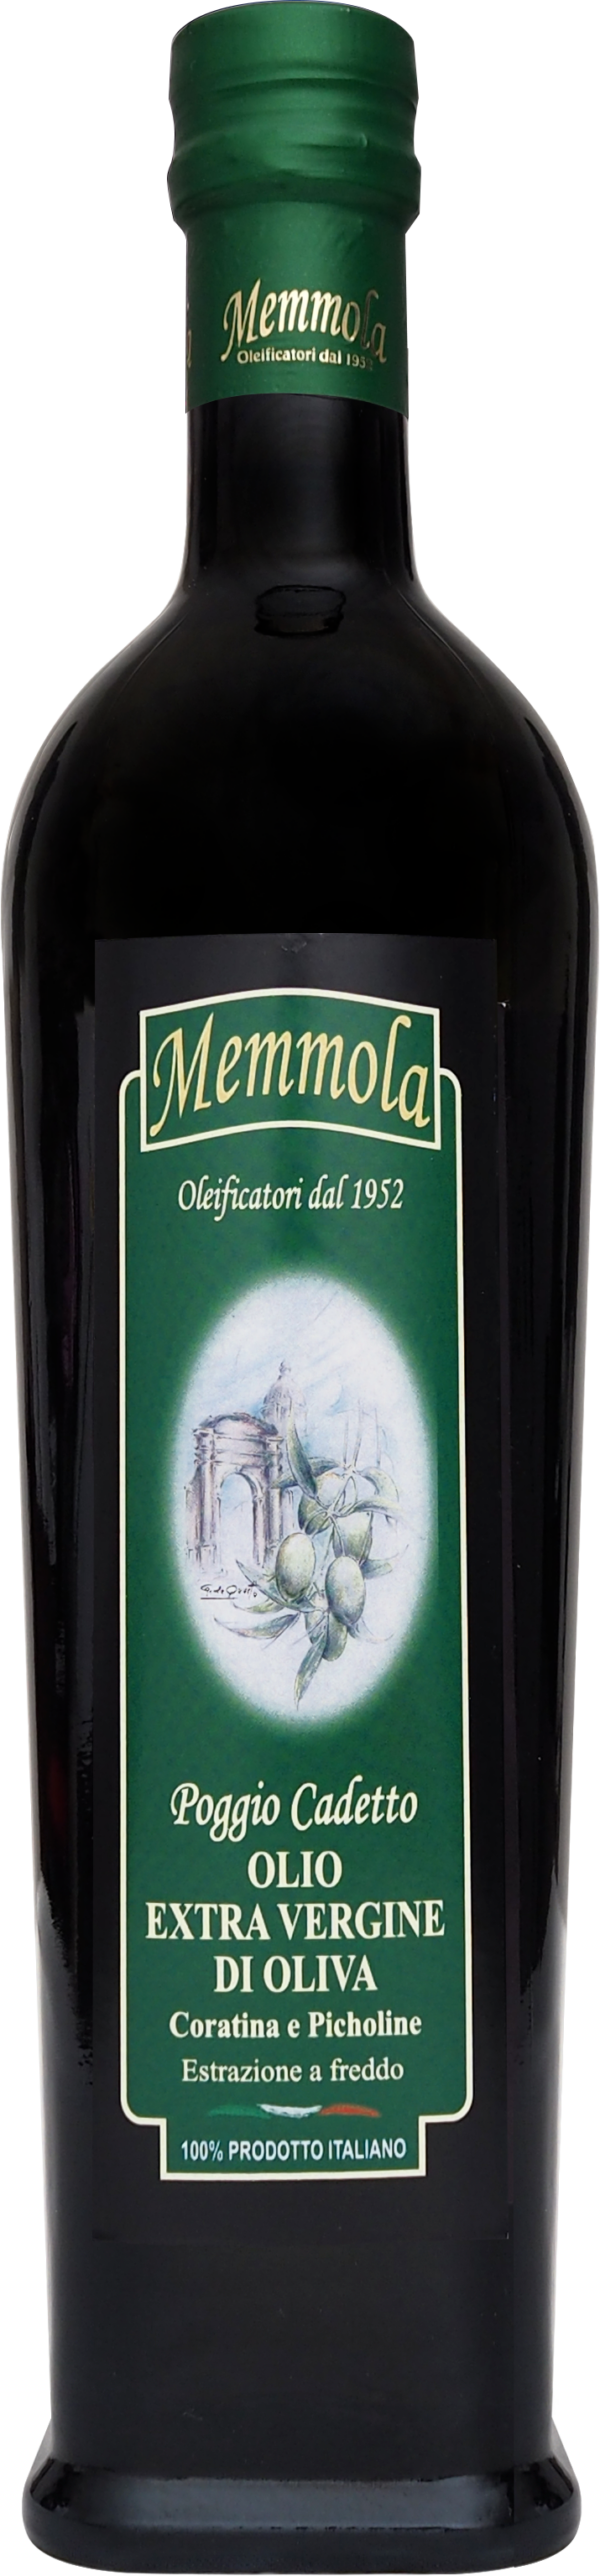 Memmola
Oleificatori dal 195
Memmola
Oleificatori dal 1952
Poggio Cadetto
OLIO
EXTRA VERGINE
DI OLIVA
Coratina e Picholine
Estrazione a freddo
100% PRODOTTO ITALIANO